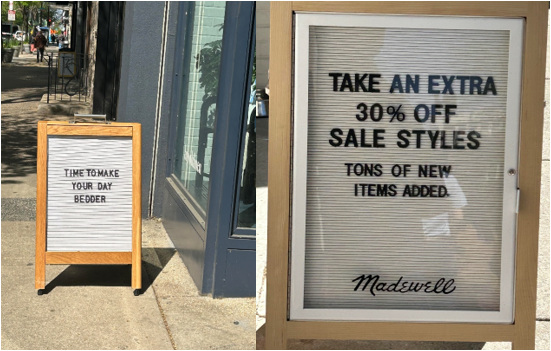 TIME TO MAKE
YOUR DAY
BEDDER
TAKE AN EXTRA
30% OFF
SALE STYLES
TONS OF NEW
ITEMS ADDED.
Madewell